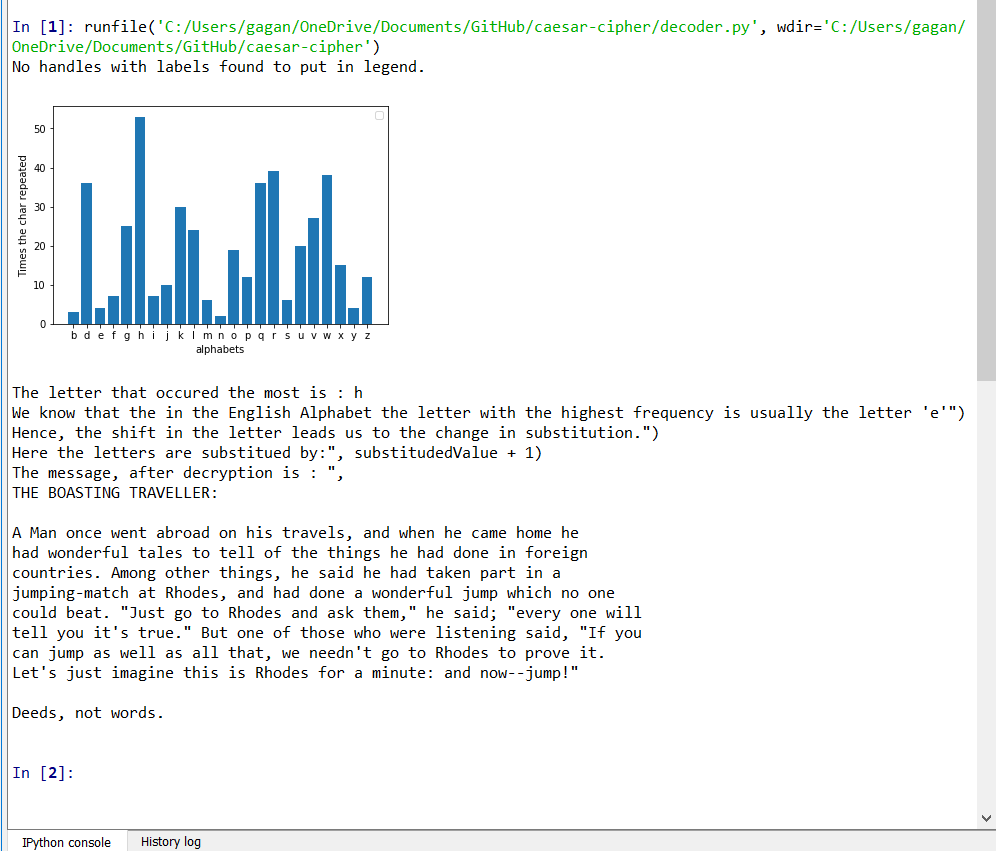 In [1]: runfile('C:/Users/gagan/OneDrive/Documents/GitHub/caesar-cipher/decoder.py', wdir='C:/Users/gagan/
OneDrive/Documents/GitHub/caesar-cipher')
No handles with labels found to put in legend.
50
40
30
20
10
0
Times the char repeated
b d e f g h i j k l m n o p q r s u v w x y z
alphabets
The letter that occured the most is : h
We know that the in the English Alphabet the letter with the highest frequency is usually the letter 'e'")
Hence, the shift in the letter leads us to the change in substitution.")
Here the letters are substitued by:", substitudedValue + 1)
The message, after decryption is : ",
THE BOASTING TRAVELLER:
A Man once went abroad on his travels, and when he came home he
had wonderful tales to tell of the things he had done in foreign
countries. Among other things, he said he had taken part in a
jumping-match at Rhodes, and had done a wonderful jump which no one
could beat. "Just go to Rhodes and ask them," he said; "every one will
tell you it's true." But one of those who were listening said, "If you
can jump as well as all that, we needn't go to Rhodes to prove it.
Let's just imagine this is Rhodes for a minute: and now--jump!"
Deeds, not words.
In [2]:
IPython console
History log